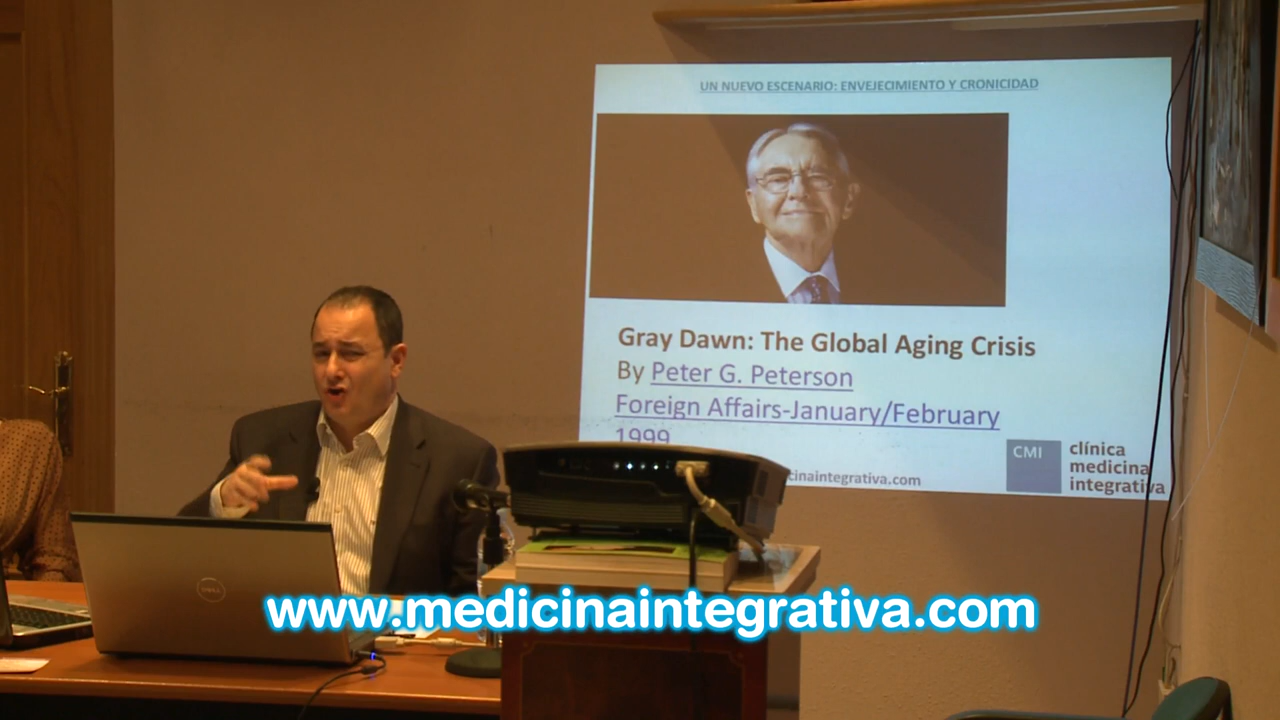 UN NUEVO ESCENARIO: ENVEJECIMIENTO Y CRONICIDAD
Gray Dawn: The Global Aging Crisis
By Peter G. Peterson
Foreign Affairs-January/February
1999
cinaintegrativa.com
CMI
clínica
medicina
integrativa
DELL
www.medicinaintegrativa.com